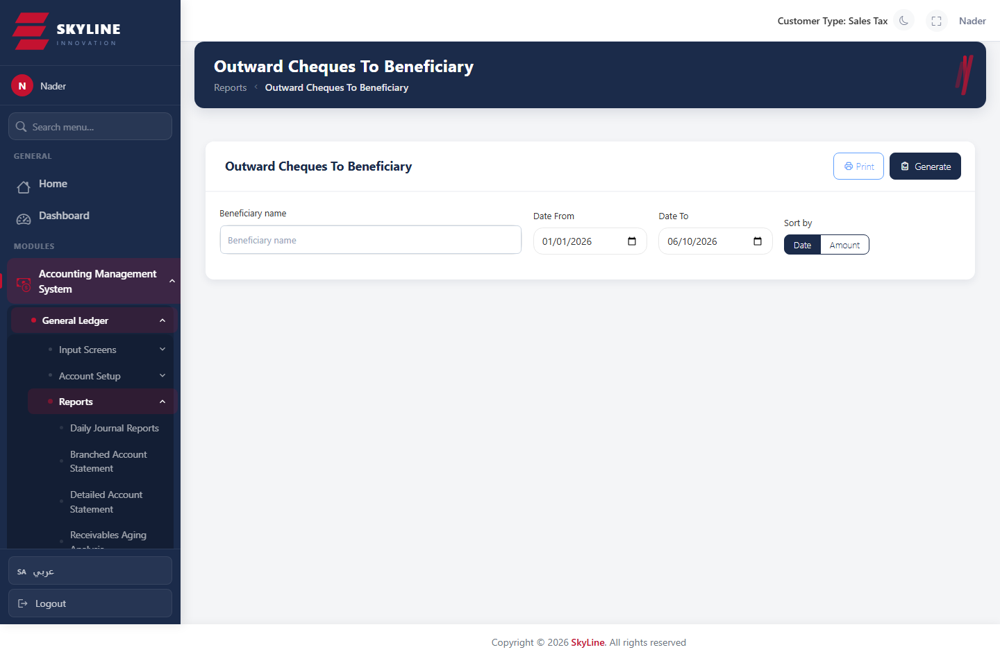 SKYLINE
INNOVATION
N Nader
Search menu...
GENERAL
Home
Dashboard
MODULES
Accounting Management
System
General Ledger
Input Screens
Account Setup
Reports
Daily Journal Reports
Branched Account
Statement
Detailed Account
Statement
Receivables Aging
Analysis
SA عربي
Logout
Customer Type: Sales Tax
Nader
Outward Cheques To Beneficiary
Reports
Outward Cheques To Beneficiary
Outward Cheques To Beneficiary
Print
Generate
Beneficiary name
Beneficiary name
Date From
01/01/2026
Date To
06/10/2026
Sort by
Date
Amount
Copyright © 2026 SkyLine. All rights reserved